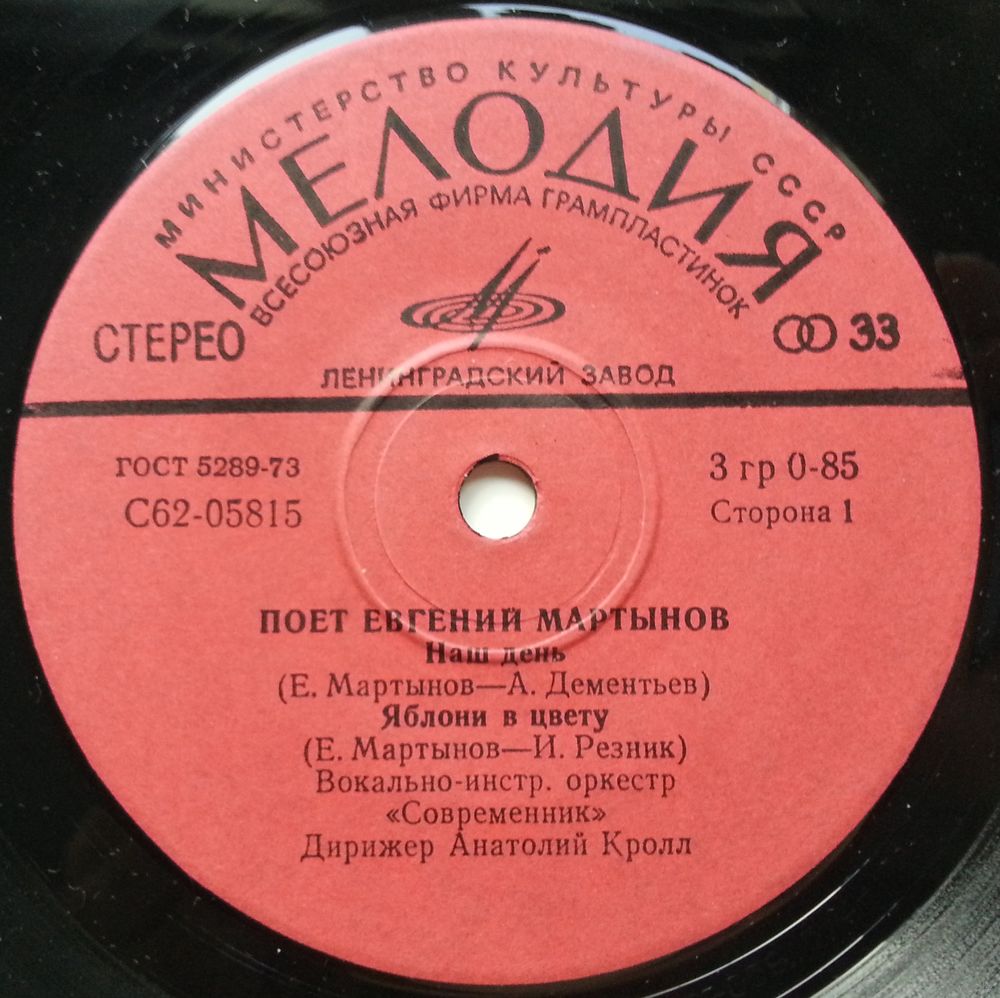 МИНИСТЕРСТВО КУЛЬТУРЫ СССР
МЕЛОДИЯ
ВСЕСОЮЗНАЯ ФИРМА ГРАМПЛАСТИНОК
СТЕРЕО
33
ЛЕНИНГРАДСКИЙ ЗАВОД
ГОСТ 5289-73
3 гр 0-85
С62-05815
Сторона 1
ПОЕТ ЕВГЕНИЙ МАРТЫНОВ
Наш день
(Е. Мартынов—А. Дементьев)
Яблони в цвету
(Е. Мартынов—И. Резник)
Вокально-инстр. оркестр
«Современник»
Дирижер Анатолий Кролл